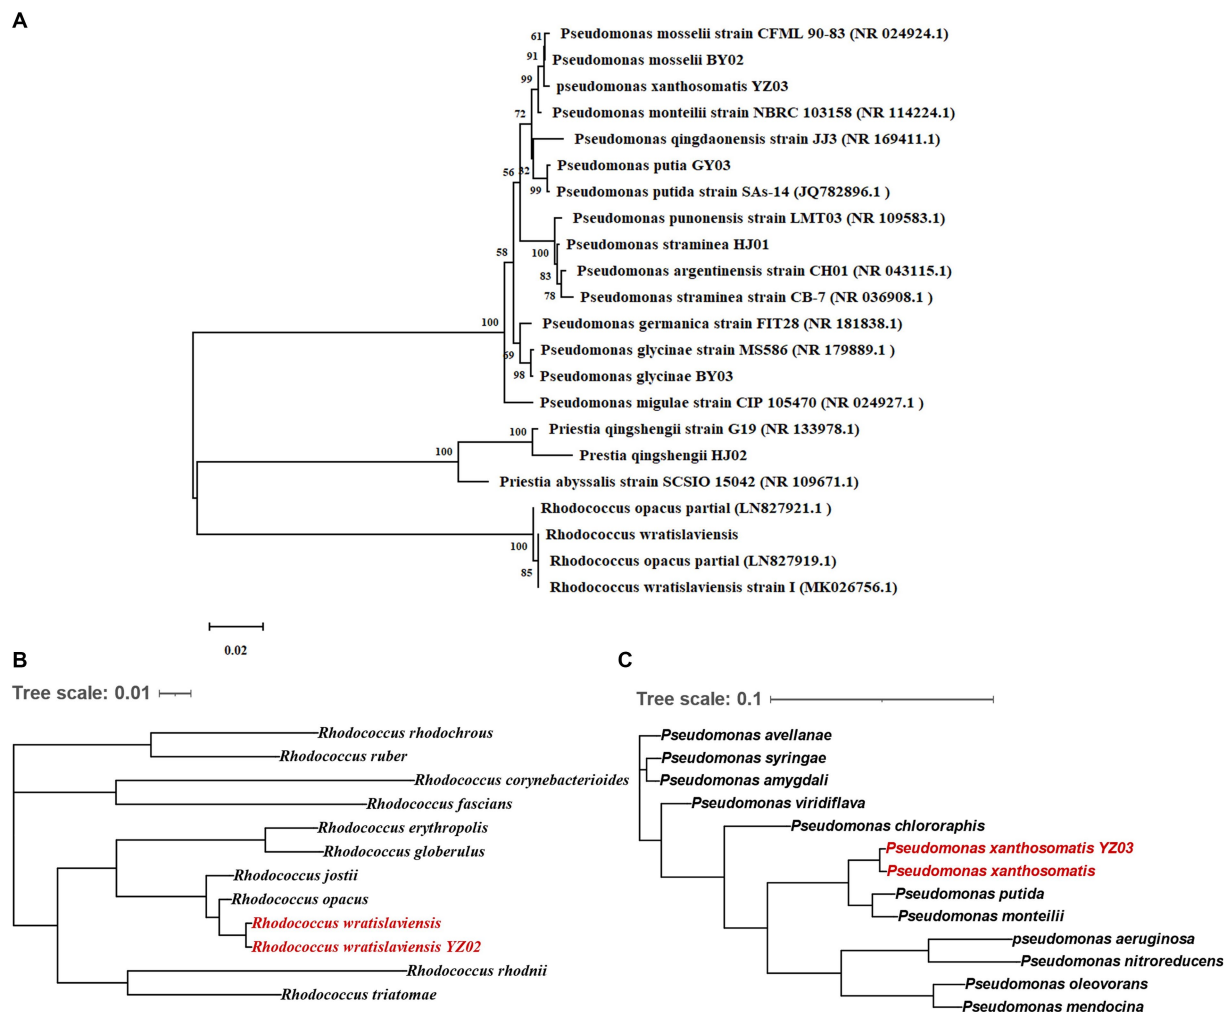 A
61
Pseudomonas mosselii strain CFML 90-83 (NR 024924.1)
91
Pseudomonas mosselii BY02
99
pseudomonas xanthosomatis YZ03
72
Pseudomonas monteilii strain NBRC 103158 (NR 114224.1)
Pseudomonas qingdaonensis strain JJ3 (NR 169411.1)
56
32
Pseudomonas putia GY03
99
Pseudomonas putida strain SAs-14 (JQ782896.1 )
Pseudomonas punonensis strain LMT03 (NR 109583.1)
58
100
Pseudomonas straminea HJ01
83
Pseudomonas argentinensis strain CH01 (NR 043115.1)
78
Pseudomonas straminea strain CB-7 (NR 036908.1 )
100
Pseudomonas germanica strain FIT28 (NR 181838.1)
59
Pseudomonas glycinae strain MS586 (NR 179889.1 )
98
Pseudomonas glycinae BY03
Pseudomonas migulae strain CIP 105470 (NR 024927.1 )
100
Priestia qingshengii strain G19 (NR 133978.1)
100
Prestia qingshengii HJ02
Priestia abyssalis strain SCSIO 15042 (NR 109671.1)
Rhodococcus opacus partial (LN827921.1 )
Rhodococcus wratislaviensis
100
Rhodococcus opacus partial (LN827919.1)
85
Rhodococcus wratislaviensis strain I (MK026756.1)
0.02
B
Tree scale: 0.01
Rhodococcus rhodochrous
Rhodococcus ruber
Rhodococcus corynebacterioides
Rhodococcus fascians
Rhodococcus erythropolis
Rhodococcus globerulus
Rhodococcus jostii
Rhodococcus opacus
Rhodococcus wratislaviensis
Rhodococcus wratislaviensis YZ02
Rhodococcus rhodnii
Rhodococcus triatomae
C
Tree scale: 0.1
Pseudomonas avellanae
Pseudomonas syringae
Pseudomonas amygdali
Pseudomonas viridiflava
Pseudomonas chlororaphis
Pseudomonas xanthosomatis YZ03
Pseudomonas xanthosomatis
Pseudomonas putida
Pseudomonas monteilii
pseudomonas aeruginosa
Pseudomonas nitroreducens
Pseudomonas oleovorans
Pseudomonas mendocina